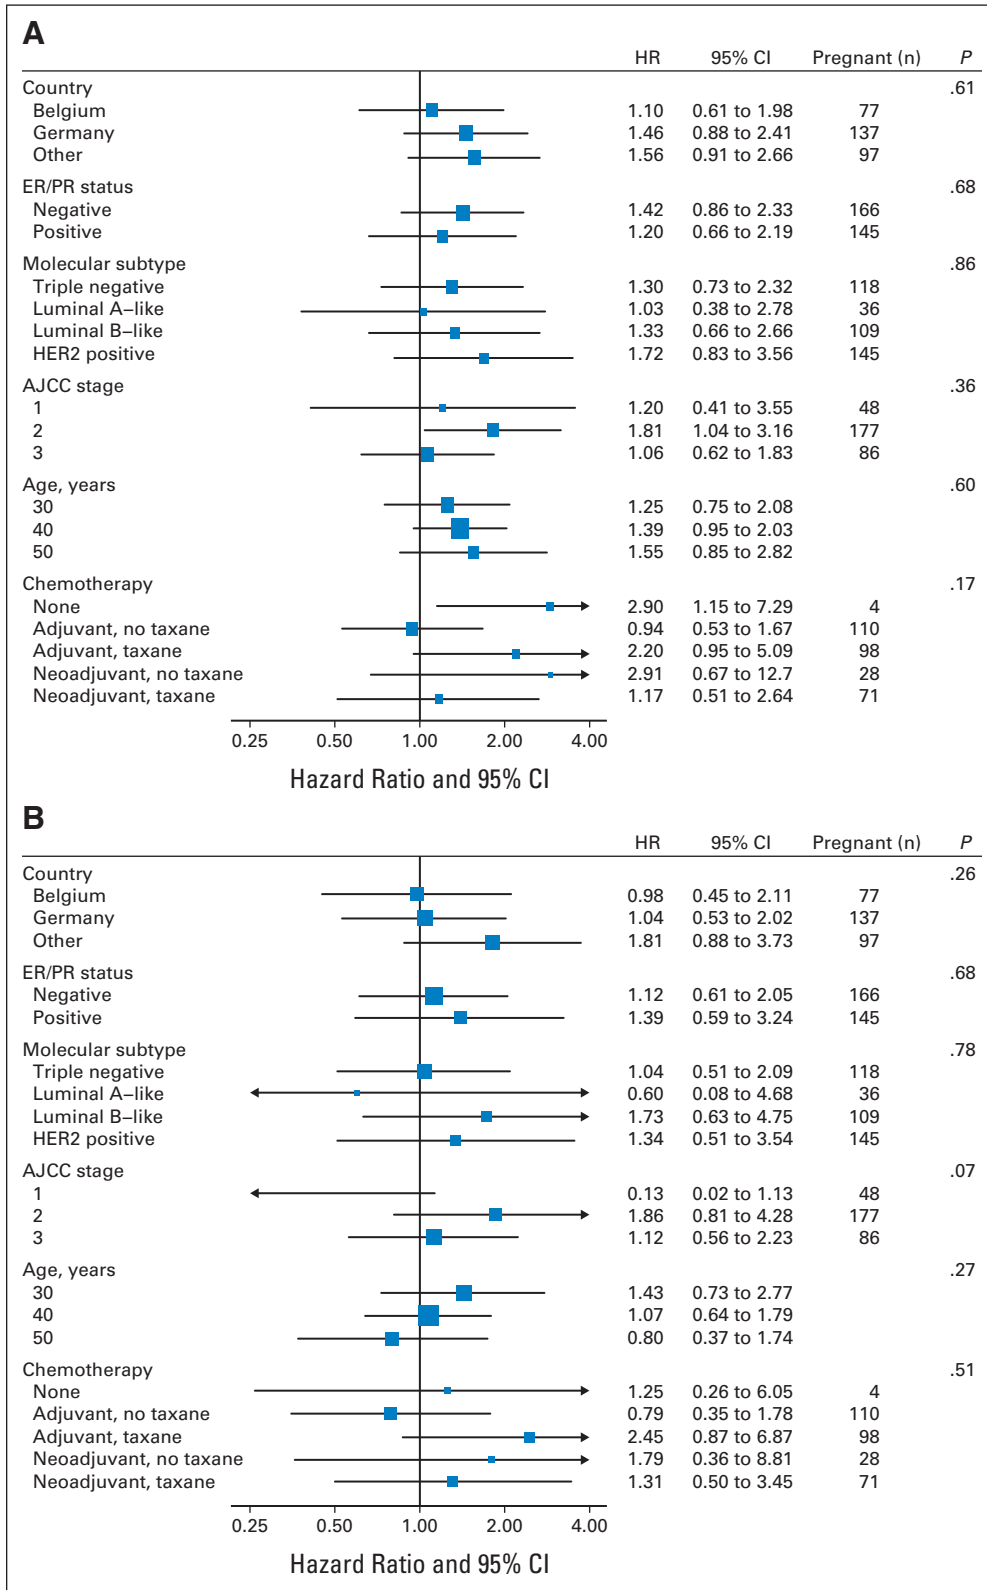 A
HR 95% CI Pregnant (n) P
Country .61
Belgium 1.10 0.61 to 1.98 77
Germany 1.46 0.88 to 2.41 137
Other 1.56 0.91 to 2.66 97
ER/PR status .68
Negative 1.42 0.86 to 2.33 166
Positive 1.20 0.66 to 2.19 145
Molecular subtype .86
Triple negative 1.30 0.73 to 2.32 118
Luminal A–like 1.03 0.38 to 2.78 36
Luminal B–like 1.33 0.66 to 2.66 109
HER2 positive 1.72 0.83 to 3.56 145
AJCC stage .36
1 1.20 0.41 to 3.55 48
2 1.81 1.04 to 3.16 177
3 1.06 0.62 to 1.83 86
Age, years .60
30 1.25 0.75 to 2.08
40 1.39 0.95 to 2.03
50 1.55 0.85 to 2.82
Chemotherapy .17
None 2.90 1.15 to 7.29 4
Adjuvant, no taxane 0.94 0.53 to 1.67 110
Adjuvant, taxane 2.20 0.95 to 5.09 98
Neoadjuvant, no taxane 2.91 0.67 to 12.7 28
Neoadjuvant, taxane 1.17 0.51 to 2.64 71
0.25 0.50 1.00 2.00 4.00
Hazard Ratio and 95% CI
B
HR 95% CI Pregnant (n) P
Country .26
Belgium 0.98 0.45 to 2.11 77
Germany 1.04 0.53 to 2.02 137
Other 1.81 0.88 to 3.73 97
ER/PR status .68
Negative 1.12 0.61 to 2.05 166
Positive 1.39 0.59 to 3.24 145
Molecular subtype .78
Triple negative 1.04 0.51 to 2.09 118
Luminal A–like 0.60 0.08 to 4.68 36
Luminal B–like 1.73 0.63 to 4.75 109
HER2 positive 1.34 0.51 to 3.54 145
AJCC stage .07
1 0.13 0.02 to 1.13 48
2 1.86 0.81 to 4.28 177
3 1.12 0.56 to 2.23 86
Age, years .27
30 1.43 0.73 to 2.77
40 1.07 0.64 to 1.79
50 0.80 0.37 to 1.74
Chemotherapy .51
None 1.25 0.26 to 6.05 4
Adjuvant, no taxane 0.79 0.35 to 1.78 110
Adjuvant, taxane 2.45 0.87 to 6.87 98
Neoadjuvant, no taxane 1.79 0.36 to 8.81 28
Neoadjuvant, taxane 1.31 0.50 to 3.45 71
0.25 0.50 1.00 2.00 4.00
Hazard Ratio and 95% CI